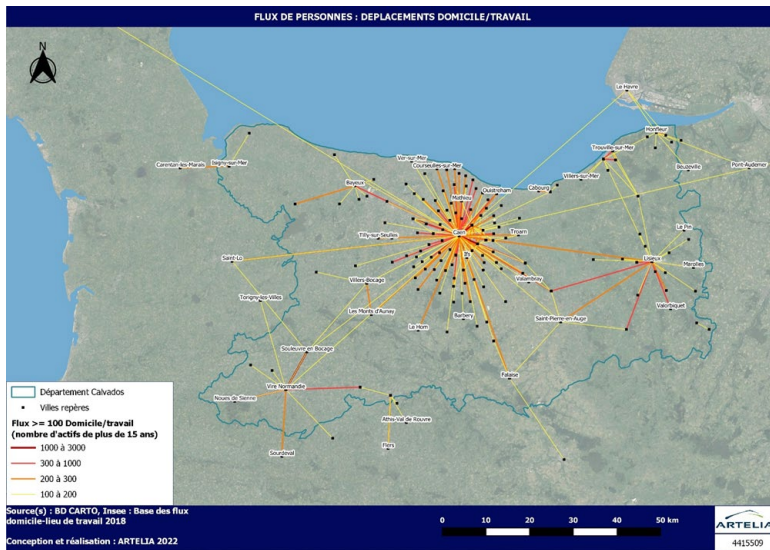 FLUX DE PERSONNES : DEPLACEMENTS DOMICILE/TRAVAIL
N
Le Havre
Honfleur
Trouville-sur-Mer
Carentan-les-Marais
Isigny-sur-Mer
Ver-sur-Mer
Courseulles-sur-Mer
Beuzeville
Pont-Audemer
Villers-sur-Mer
Bayeux
Ouistreham
Cabourg
Mathieu
Le Pin
Caen
Troarn
Tilly-sur-Seulles
Ifs
Saint-Lo
Lisieux
Marolles
Valambray
Villers-Bocage
Torigny-les-Villes
Valorbiquet
Les Monts d'Aunay
Barbery
Saint-Pierre-en-Auge
Le Hom
Souleuvre en Bocage
Falaise
Vire Normandie
Noues de Sienne
Athis-Val de Rouvre
Flers
Sourdeval
Département Calvados
Villes repères
Flux >= 100 Domicile/travail
(nombre d'actifs de plus de 15 ans)
1000 à 3000
300 à 1000
200 à 300
100 à 200
Source(s) : BD CARTO, Insee : Base des flux
domicile-lieu de travail 2018
Conception et réalisation : ARTELIA 2022
0 10 20 30 40 50 km
ARTELIA
4415509